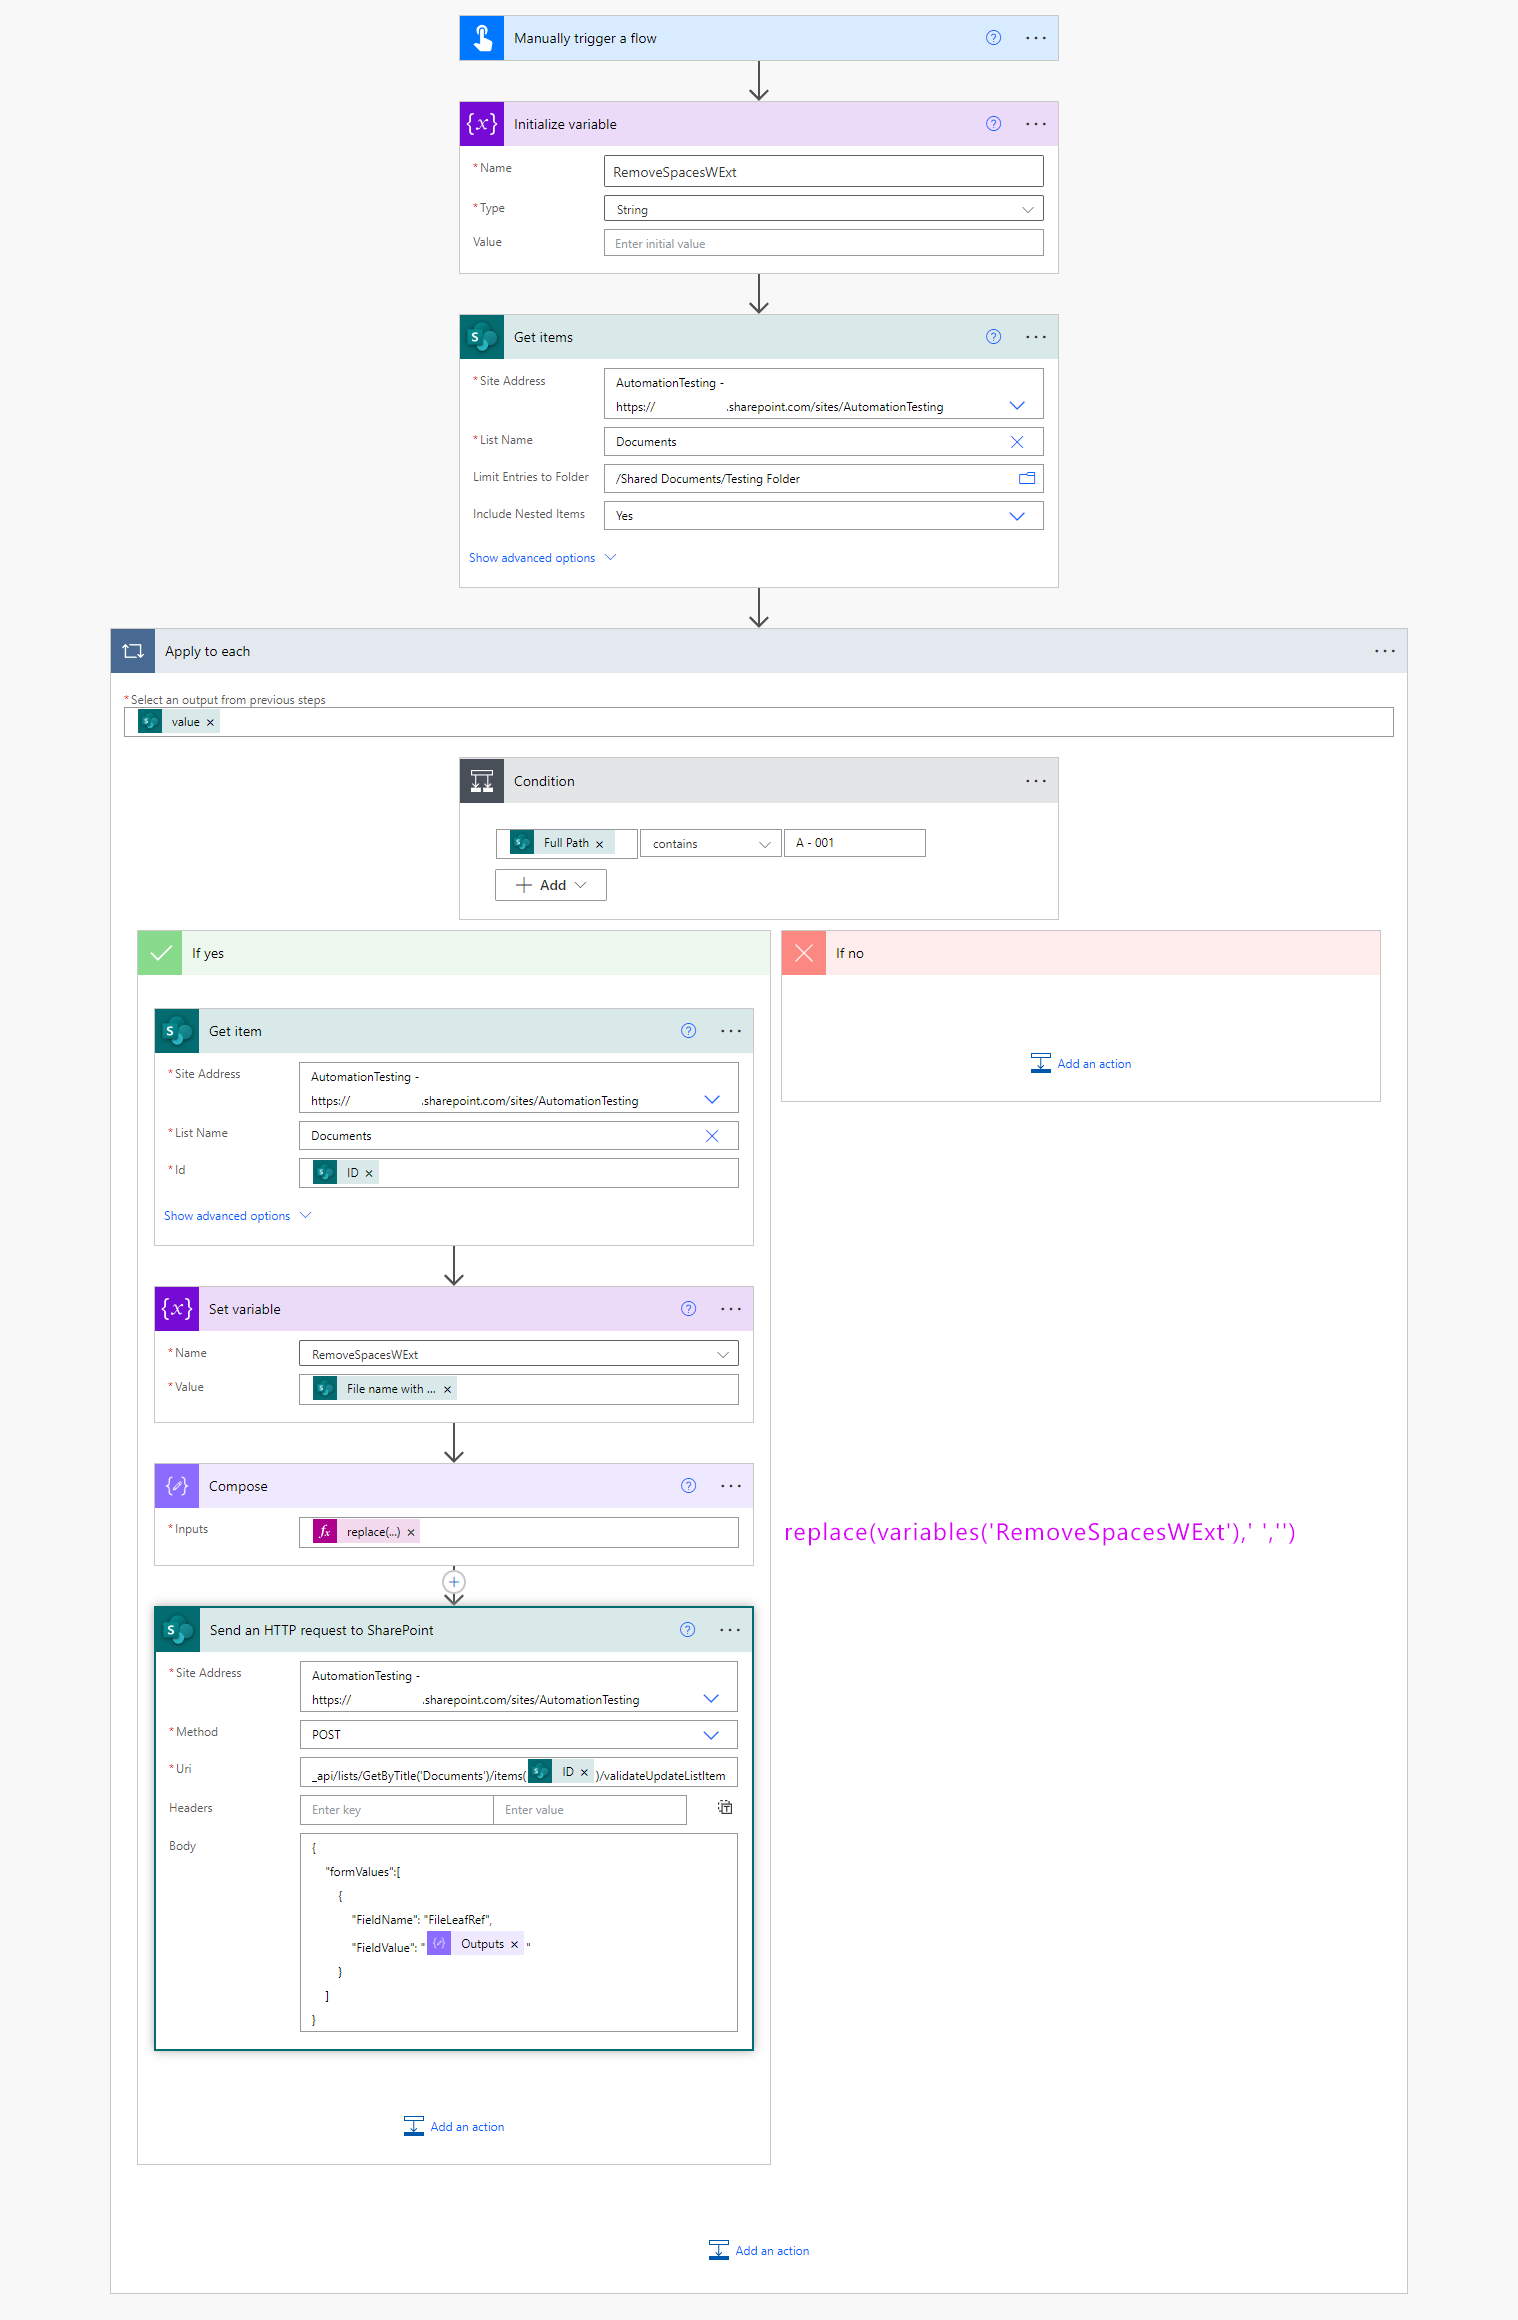 Manually trigger a flow
Initialize variable
* Name
RemoveSpacesWExt
* Type
String
Value
Enter initial value
Get items
* Site Address
AutomationTesting -
https:// .sharepoint.com/sites/AutomationTesting
* List Name
Documents
Limit Entries to Folder
/Shared Documents/Testing Folder
Include Nested Items
Yes
Show advanced options
Apply to each
* Select an output from previous steps
value
Condition
Full Path contains A - 001
Add
If yes
If no
Get item
Add an action
* Site Address
AutomationTesting -
https:// .sharepoint.com/sites/AutomationTesting
* List Name
Documents
* Id
ID
Show advanced options
Set variable
* Name
RemoveSpacesWExt
* Value
File name with ...
Compose
* Inputs
replace(...)
replace(variables('RemoveSpacesWExt'),' ','')
Send an HTTP request to SharePoint
* Site Address
AutomationTesting -
https:// .sharepoint.com/sites/AutomationTesting
* Method
POST
* Uri
_api/lists/GetByTitle('Documents')/items( ID )/validateUpdateListItem
Headers
Enter key
Enter value
Body
{
"formValues":[
{
"FieldName": "FileLeafRef",
"FieldValue": " Outputs "
}
]
}
Add an action
Add an action